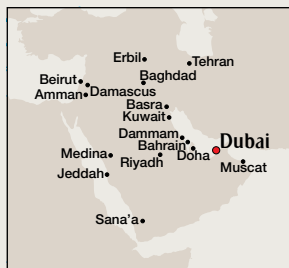 Erbil
Tehran
Baghdad
Beirut
Damascus
Amman
Basra
Kuwait
Dammam
Bahrain
Dubai
Medina
Riyadh
Doha
Muscat
Jeddah
Sana'a